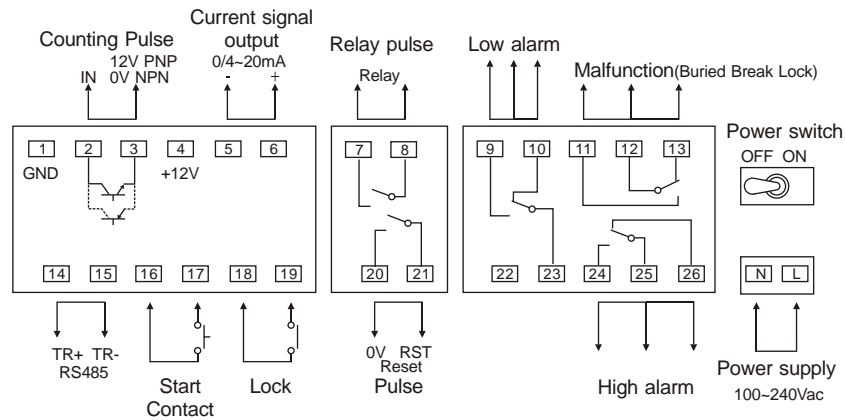 Counting Pulse
12V PNP
IN 0V NPN
Current signal
output
0/4~20mA
- +
Relay pulse
Relay
Low alarm
Malfunction(Buried Break Lock)
Power switch
OFF ON
1 2 3 4 5 6
GND +12V
7 8
9 10 11 12 13
14 15 16 17 18 19
20 21
22 23 24 25 26
N L
TR+ TR-
RS485
Start
Contact
Lock
0V RST
Reset
Pulse
High alarm
Power supply
100~240Vac